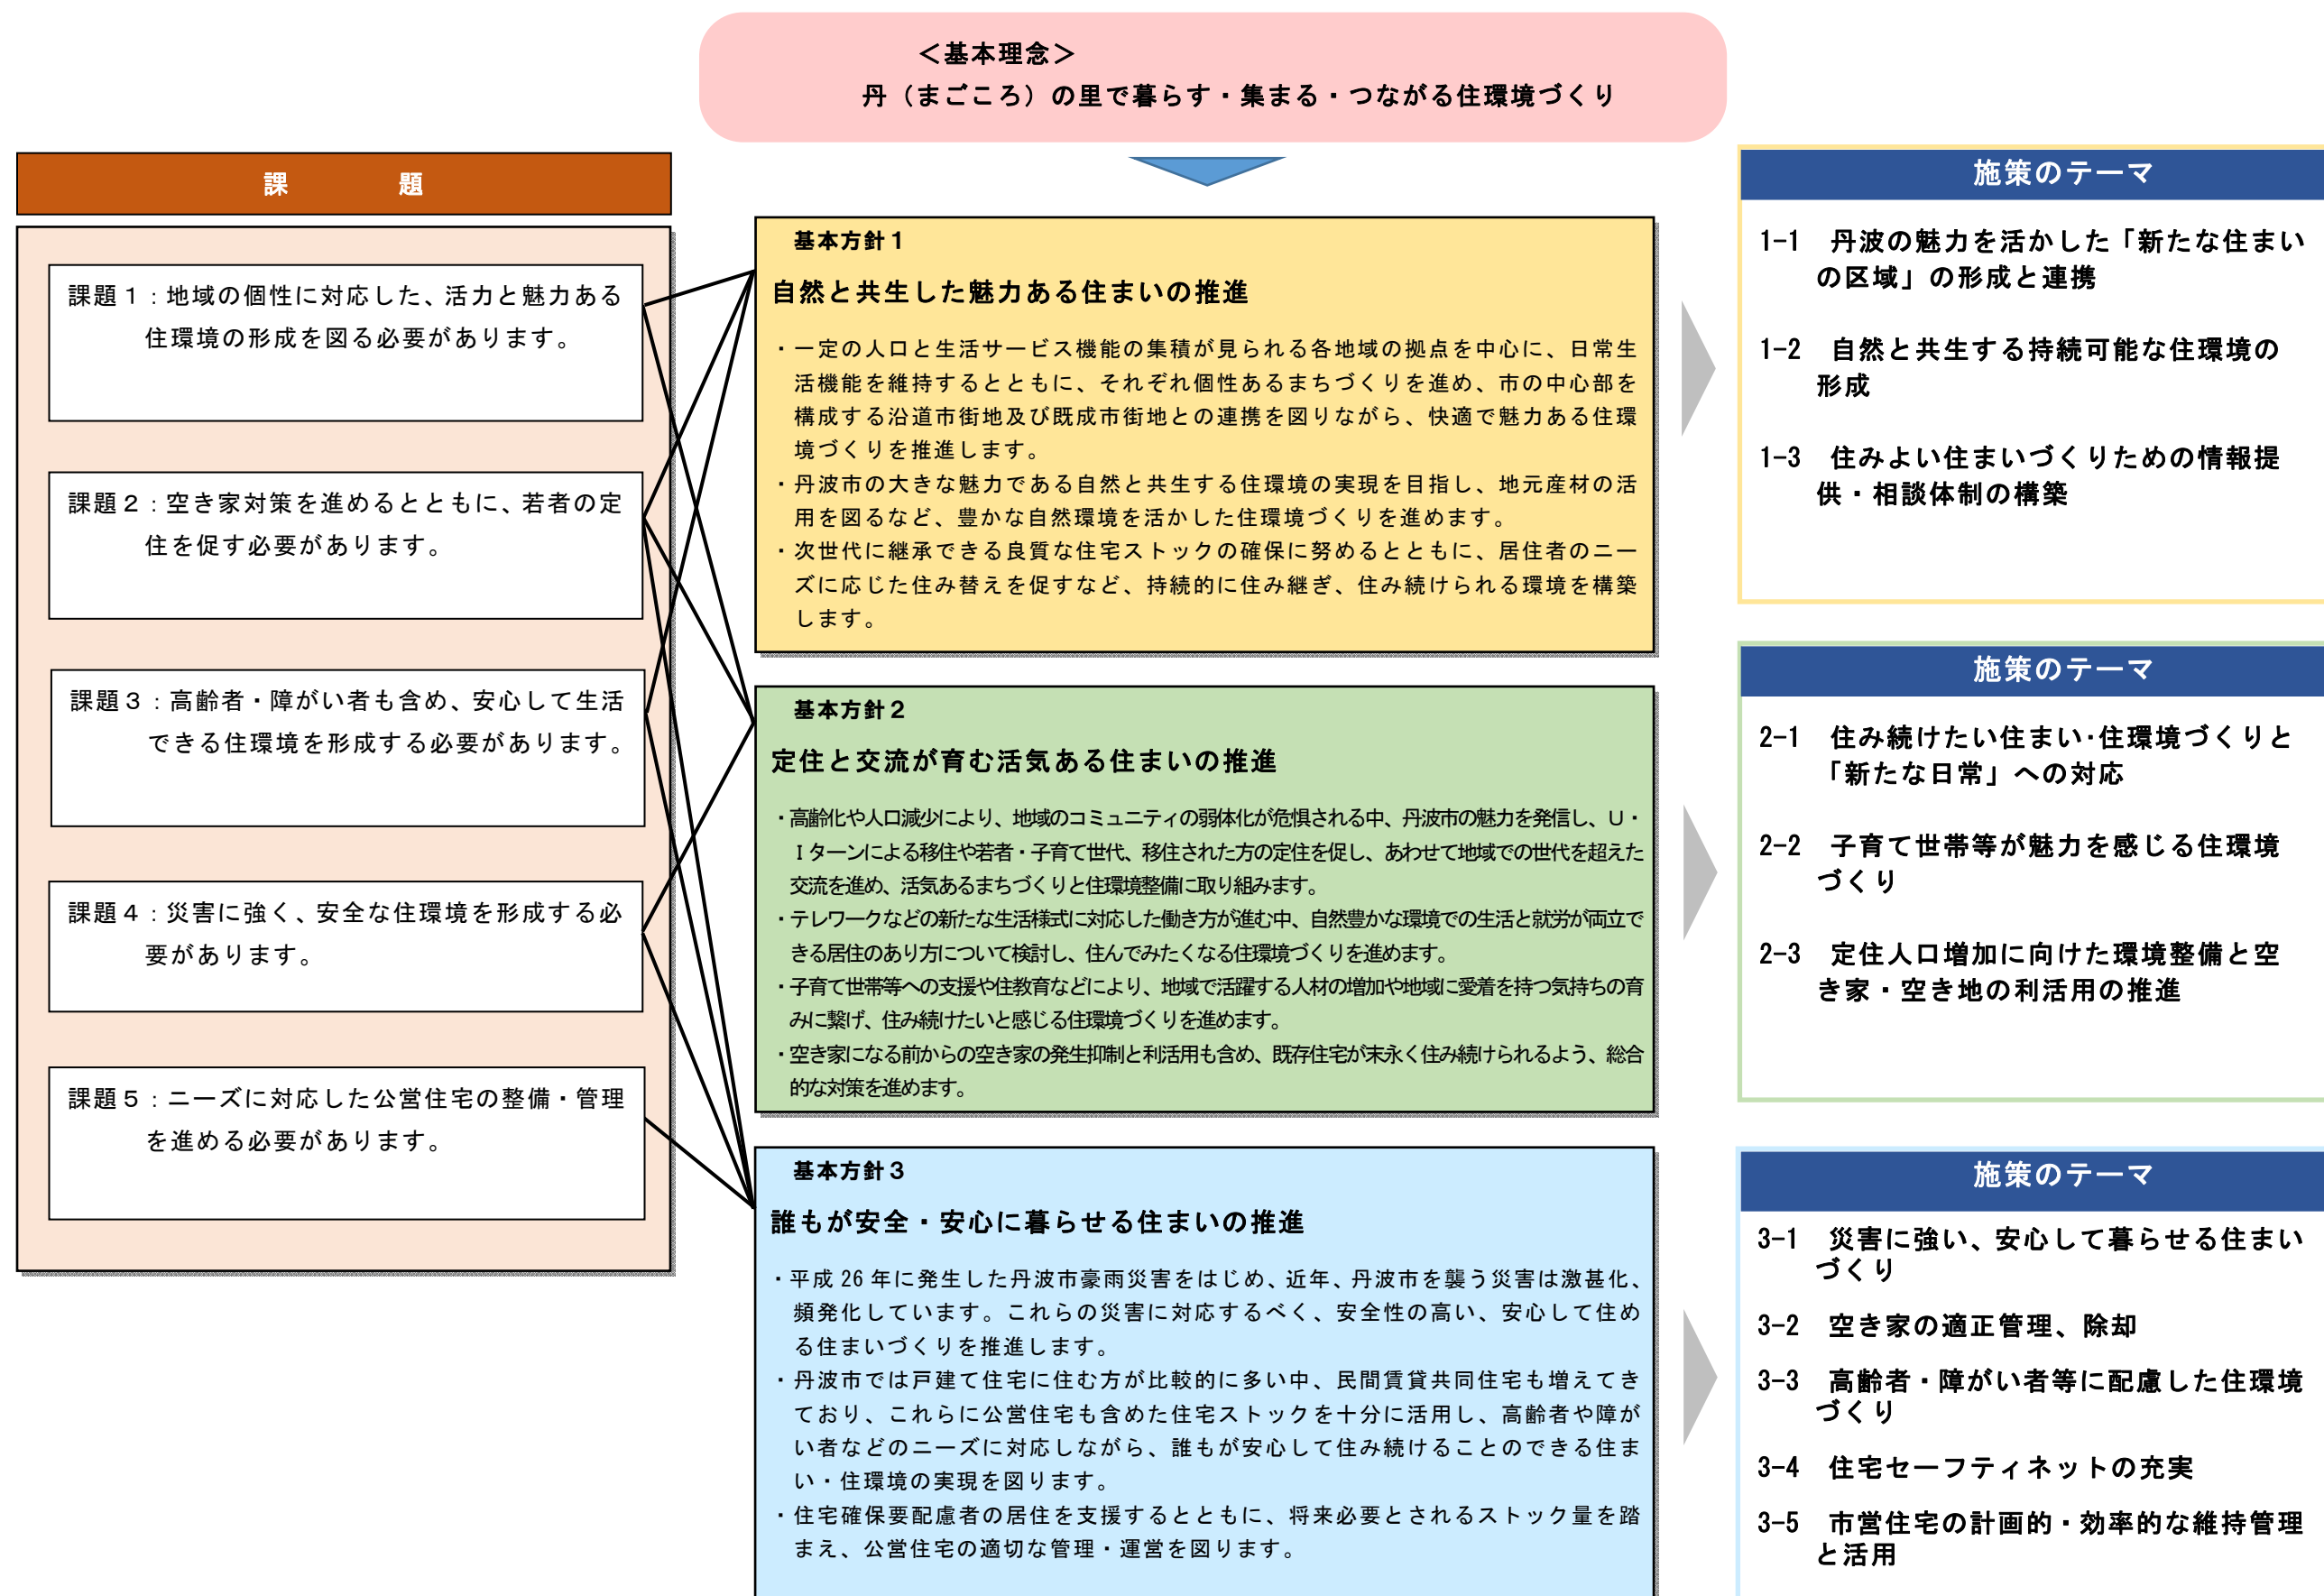 ＜基本理念＞
丹（まごころ）の里で暮らす・集まる・つながる住環境づくり
課　題
課題１：地域の個性に対応した、活力と魅力ある
住環境の形成を図る必要があります。
課題２：空き家対策を進めるとともに、若者の定
住を促す必要があります。
課題３：高齢者・障がい者も含め、安心して生活
できる住環境を形成する必要があります。
課題４：災害に強く、安全な住環境を形成する必
要があります。
課題５：ニーズに対応した公営住宅の整備・管理
を進める必要があります。
基本方針１
自然と共生した魅力ある住まいの推進
・一定の人口と生活サービス機能の集積が見られる各地域の拠点を中心に、日常生
活機能を維持するとともに、それぞれ個性あるまちづくりを進め、市の中心部を
構成する沿道市街地及び既成市街地との連携を図りながら、快適で魅力ある住環
境づくりを推進します。
・丹波市の大きな魅力である自然と共生する住環境の実現を目指し、地元産材の活
用を図るなど、豊かな自然環境を活かした住環境づくりを進めます。
・次世代に継承できる良質な住宅ストックの確保に努めるとともに、居住者のニー
ズに応じた住み替えを促すなど、持続的に住み継ぎ、住み続けられる環境を構築
します。
基本方針２
定住と交流が育む活気ある住まいの推進
・高齢化や人口減少により、地域のコミュニティの弱体化が危惧される中、丹波市の魅力を発信し、Ｕ・
Ｉターンによる移住や若者・子育て世代、移住された方の定住を促し、あわせて地域での世代を超えた
交流を進め、活気あるまちづくりと住環境整備に取り組みます。
・テレワークなどの新たな生活様式に対応した働き方が進む中、自然豊かな環境での生活と就労が両立で
きる居住のあり方について検討し、住んでみたくなる住環境づくりを進めます。
・子育て世帯等への支援や住教育などにより、地域で活躍する人材の増加や地域に愛着を持つ気持ちの育
みに繋げ、住み続けたいと感じる住環境づくりを進めます。
・空き家になる前からの空き家の発生抑制と利活用も含め、既存住宅が末永く住み続けられるよう、総合
的な対策を進めます。
基本方針３
誰もが安全・安心に暮らせる住まいの推進
・平成 26 年に発生した丹波市豪雨災害をはじめ、近年、丹波市を襲う災害は激甚化、
頻発化しています。これらの災害に対応するべく、安全性の高い、安心して住め
る住まいづくりを推進します。
・丹波市では戸建て住宅に住む方が比較的に多い中、民間賃貸共同住宅も増えてき
ており、これらに公営住宅も含めた住宅ストックを十分に活用し、高齢者や障が
い者などのニーズに対応しながら、誰もが安心して住み続けることのできる住ま
い・住環境の実現を図ります。
・住宅確保要配慮者の居住を支援するとともに、将来必要とされるストック量を踏
まえ、公営住宅の適切な管理・運営を図ります。
施策のテーマ
1-1　丹波の魅力を活かした「新たな住まい
の区域」の形成と連携
1-2　自然と共生する持続可能な住環境の
形成
1-3　住みよい住まいづくりための情報提
供・相談体制の構築
施策のテーマ
2-1　住み続けたい住まい・住環境づくりと
「新たな日常」への対応
2-2　子育て世帯等が魅力を感じる住環境
づくり
2-3　定住人口増加に向けた環境整備と空
き家・空き地の利活用の推進
施策のテーマ
3-1　災害に強い、安心して暮らせる住まい
づくり
3-2　空き家の適正管理、除却
3-3　高齢者・障がい者等に配慮した住環境
づくり
3-4　住宅セーフティネットの充実
3-5　市営住宅の計画的・効率的な維持管理
と活用